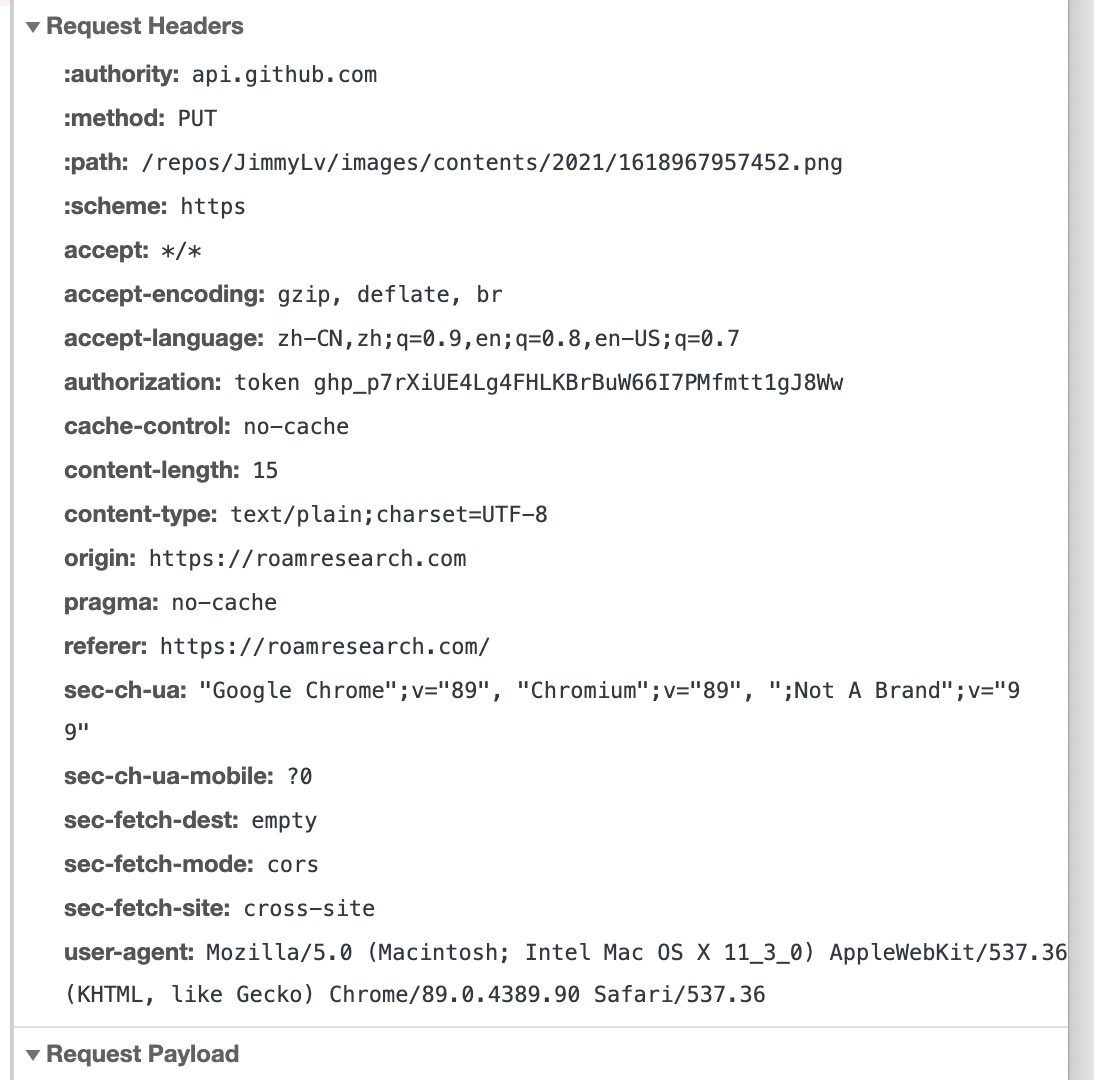 Request Headers
:authority: api.github.com
:method: PUT
:path: /repos/JimmyLv/images/contents/2021/1618967957452.png
:scheme: https
accept: */*
accept-encoding: gzip, deflate, br
accept-language: zh-CN,zh;q=0.9,en;q=0.8,en-US;q=0.7
authorization: token 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
cache-control: no-cache
content-length: 15
content-type: text/plain;charset=UTF-8
origin: https://roamresearch.com
pragma: no-cache
referer: https://roamresearch.com/
sec-ch-ua: "Google Chrome";v="89", "Chromium";v="89", ";Not A Brand";v="9
9"
sec-ch-ua-mobile: ?0
sec-fetch-dest: empty
sec-fetch-mode: cors
sec-fetch-site: cross-site
user-agent: Mozilla/5.0 (Macintosh; Intel Mac OS X 11_3_0) AppleWebKit/537.36
(KHTML, like Gecko) Chrome/89.0.4389.90 Safari/537.36
Request Payload